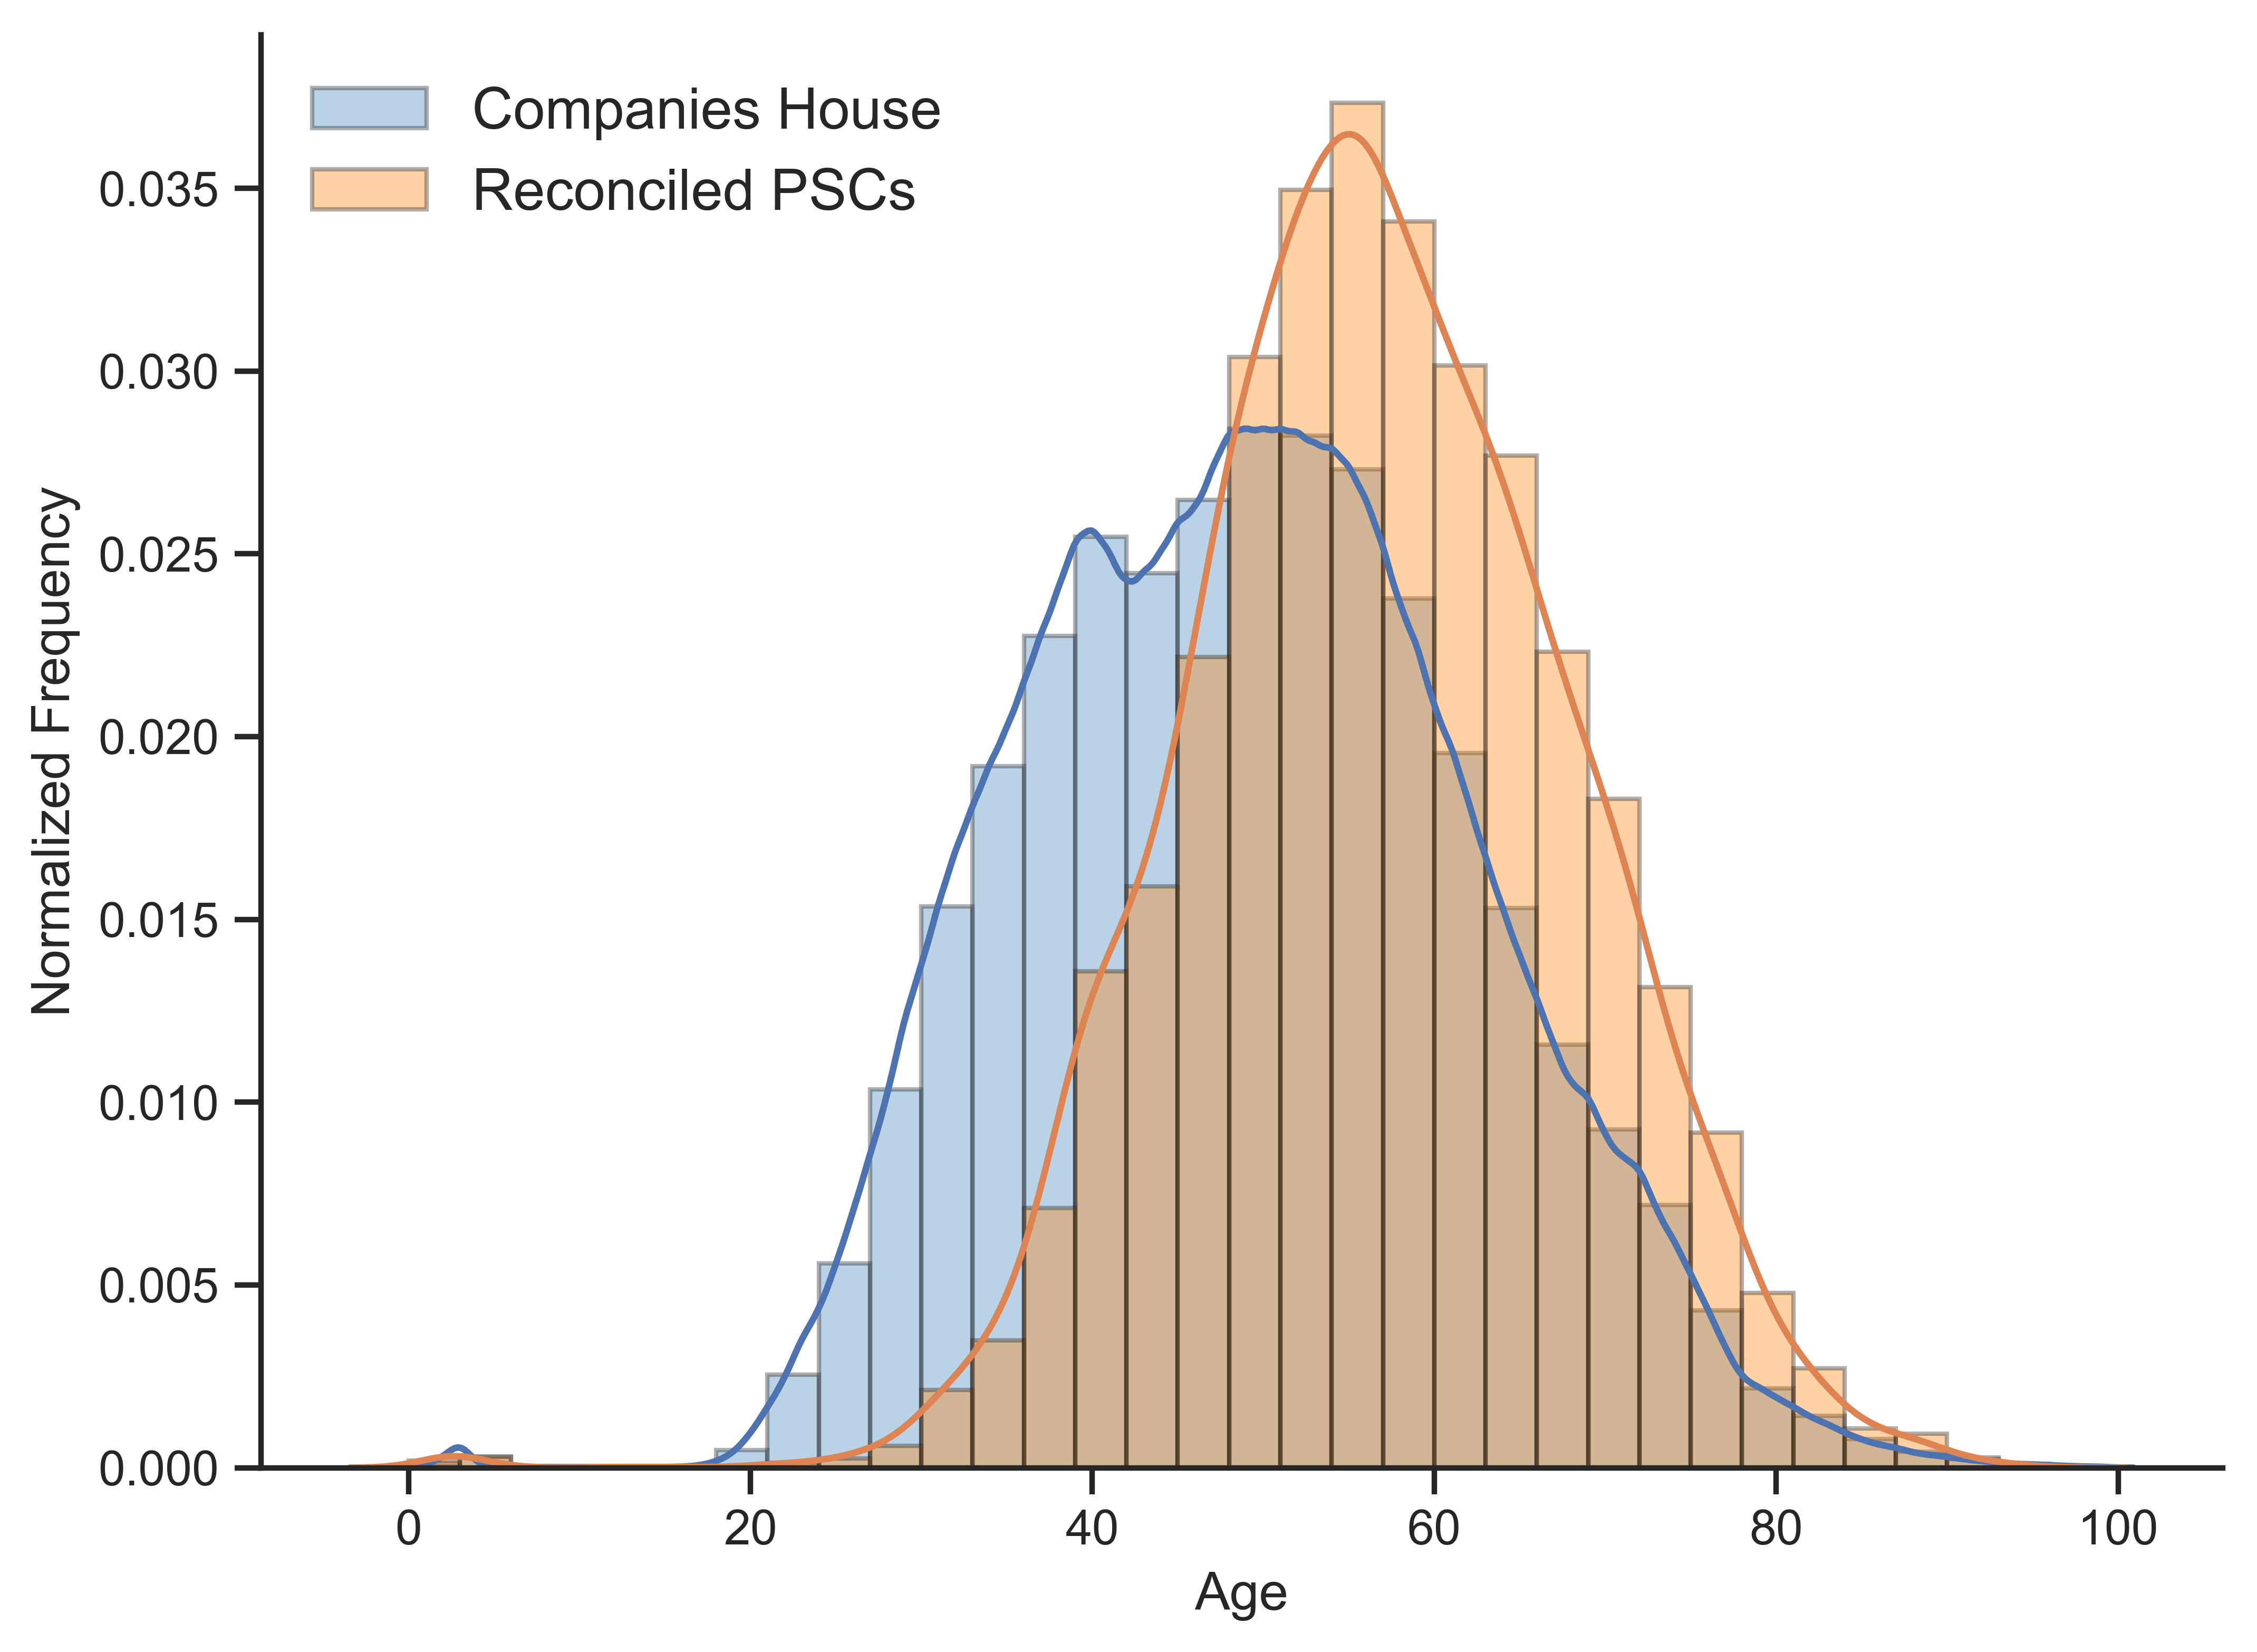 Companies House
Reconciled PSCs
Normalized Frequency
0.035
0.030
0.025
0.020
0.015
0.010
0.005
0.000
0 20 40 60 80 100
Age